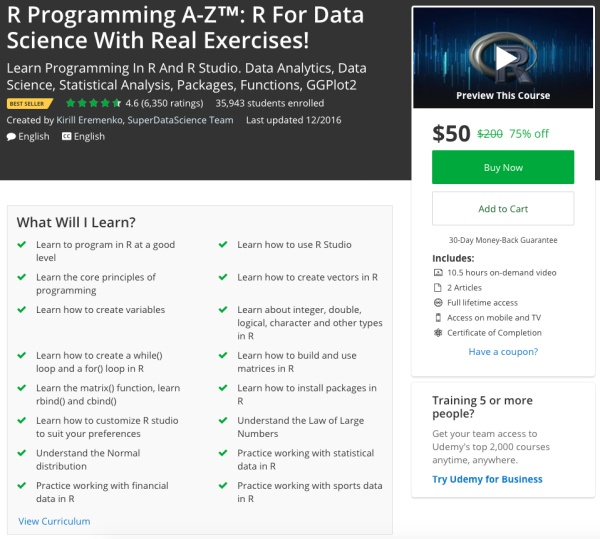 R Programming A-Z™: R For Data
Science With Real Exercises!
Learn Programming In R And R Studio. Data Analytics, Data
Science, Statistical Analysis, Packages, Functions, GGPlot2
BEST SELLER 4.6 (6,350 ratings) 35,943 students enrolled
Created by Kirill Eremenko, SuperDataScience Team Last updated 12/2016
English English
R
Preview This Course
$50 $200 75% off
Buy Now
Add to Cart
30-Day Money-Back Guarantee
Includes:
10.5 hours on-demand video
2 Articles
Full lifetime access
Access on mobile and TV
Certificate of Completion
Have a coupon?
Training 5 or more
people?
Get your team access to
Udemy's top 2,000 courses
anytime, anywhere.
Try Udemy for Business
What Will I Learn?
Learn to program in R at a good
level
Learn how to use R Studio
Learn the core principles of
programming
Learn how to create vectors in R
Learn how to create variables
Learn about integer, double,
logical, character and other types
in R
Learn how to create a while()
loop and a for() loop in R
Learn how to build and use
matrices in R
Learn the matrix() function, learn
rbind() and cbind()
Learn how to install packages in
R
Learn how to customize R studio
to suit your preferences
Understand the Law of Large
Numbers
Understand the Normal
distribution
Practice working with statistical
data in R
Practice working with financial
data in R
Practice working with sports data
in R
View Curriculum